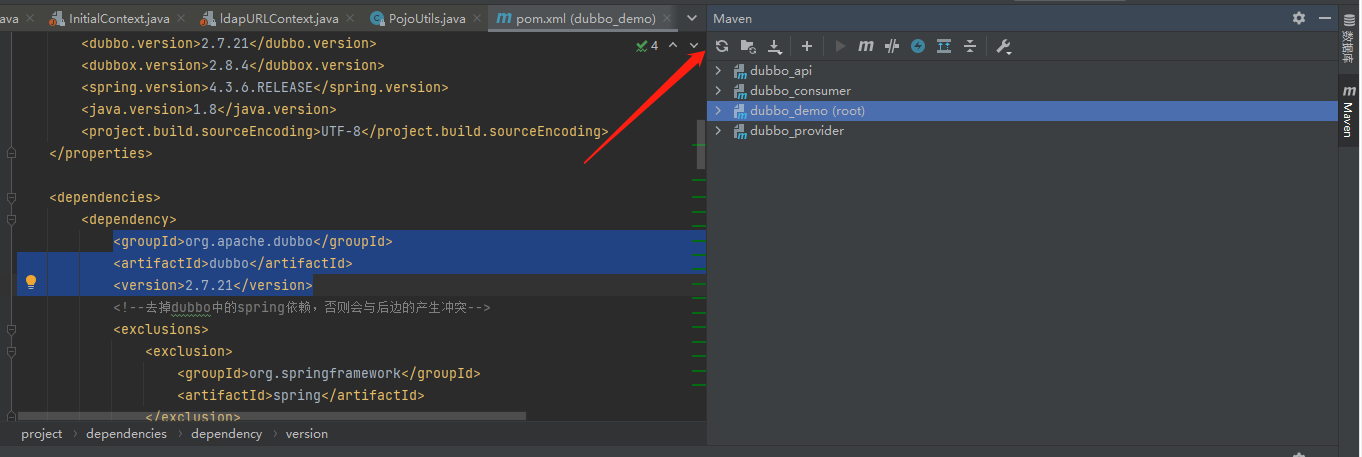 ava InitialContext.java ldapURLContext.java PojoUtils.java pom.xml (dubbo_demo) Maven
<dubbo.version>2.7.21</dubbo.version>
4
<dubbox.version>2.8.4</dubbox.version>
<spring.version>4.3.6.RELEASE</spring.version>
<java.version>1.8</java.version>
<project.build.sourceEncoding>UTF-8</project.build.sourceEncoding>
</properties>
<dependencies>
<dependency>
<groupId>org.apache.dubbo</groupId>
<artifactId>dubbo</artifactId>
<version>2.7.21</version>
<!--去掉dubbo中的spring依赖，否则会与后边的产生冲突-->
<exclusions>
<exclusion>
<groupId>org.springframework</groupId>
<artifactId>spring</artifactId>
</exclusion>
project dependencies dependency version
dubbo_api
dubbo_consumer
dubbo_demo (root)
dubbo_provider
数据库
Maven